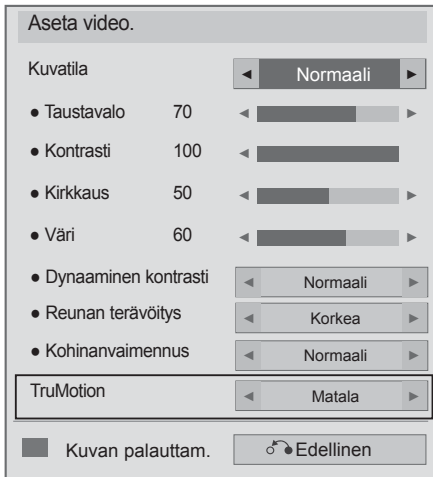 Aseta video.
Kuvatila ◄ Normaali ►
● Taustavalo 70 ◄ ►
● Kontrasti 100 ◄
● Kirkkaus 50 ◄ ►
● Väri 60 ◄ ►
● Dynaaminen kontrasti ◄ Normaali ►
● Reunan terävöitys ◄ Korkea ►
● Kohinanvaimennus ◄ Normaali ►
TruMotion ◄ Matala ►
Kuvan palauttam. Edellinen